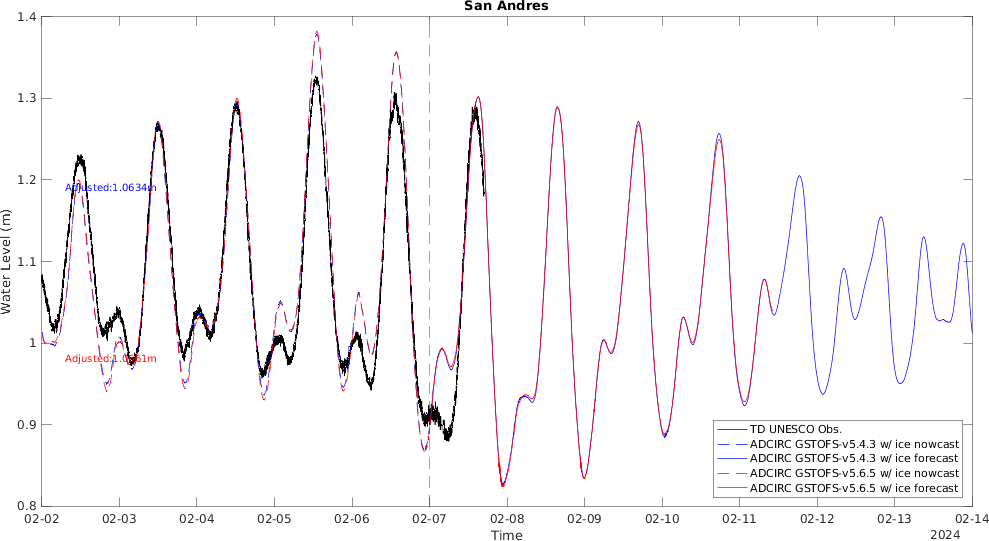 San Andres
1.4
1.3
1.2
1.1
1
0.9
0.8
Water Level (m)
Adjusted:1.0634m
TD UNESCO Obs.
ADCIRC GSTOFS-v5.4.3 w/ ice nowcast
ADCIRC GSTOFS-v5.4.3 w/ ice forecast
ADCIRC GSTOFS-v5.6.5 w/ ice nowcast
ADCIRC GSTOFS-v5.6.5 w/ ice forecast
02-02 02-03 02-04 02-05 02-06 02-07 02-08 02-09 02-10 02-11 02-12 02-13 02-14
Time
2024